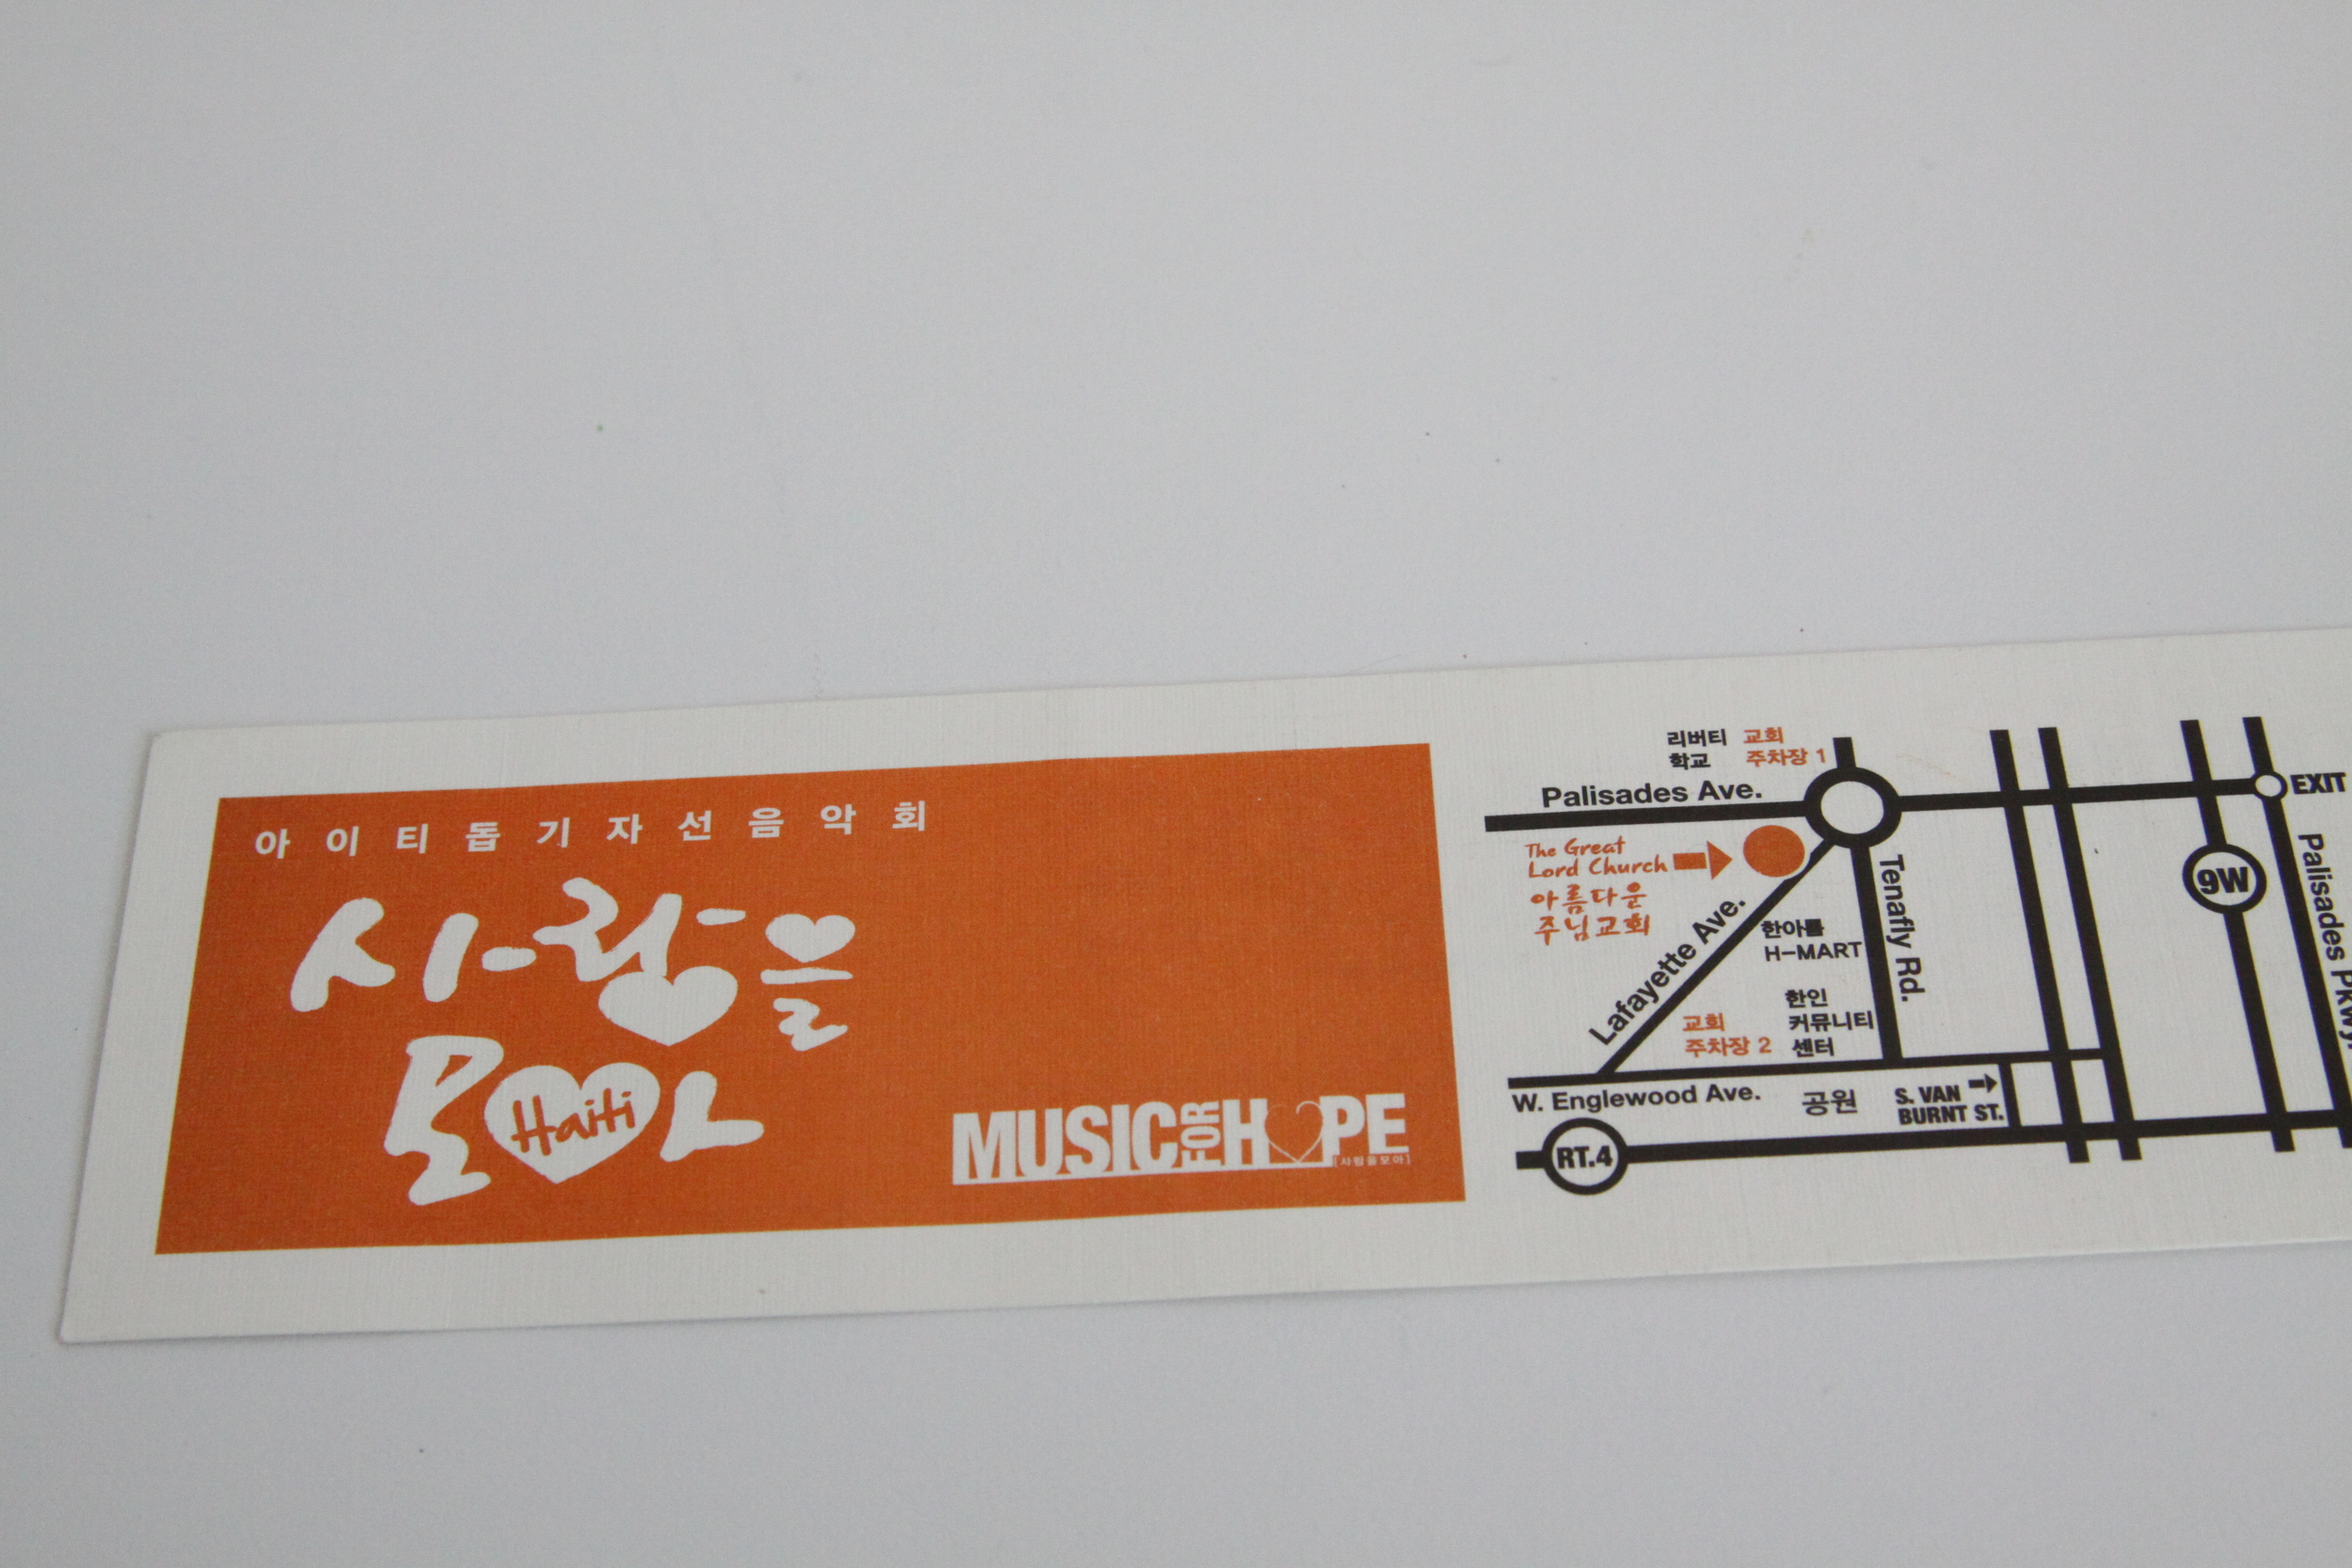 아이티돕기자선음악회
사랑을
모아
Haiti
MUSIC FOR HOPE
[사랑을모아]
리버티 교회
학교 주차장 1
Palisades Ave.
EXIT
The Great
Lord Church
아름다운
주님교회
Lafayette Ave.
한아름
H-MART
Tenafly Rd.
9W
Palisades Pkwy.
한인
커뮤니티
센터
교회
주차장 2
W. Englewood Ave.
공원
S. VAN
BURNT ST.
RT.4